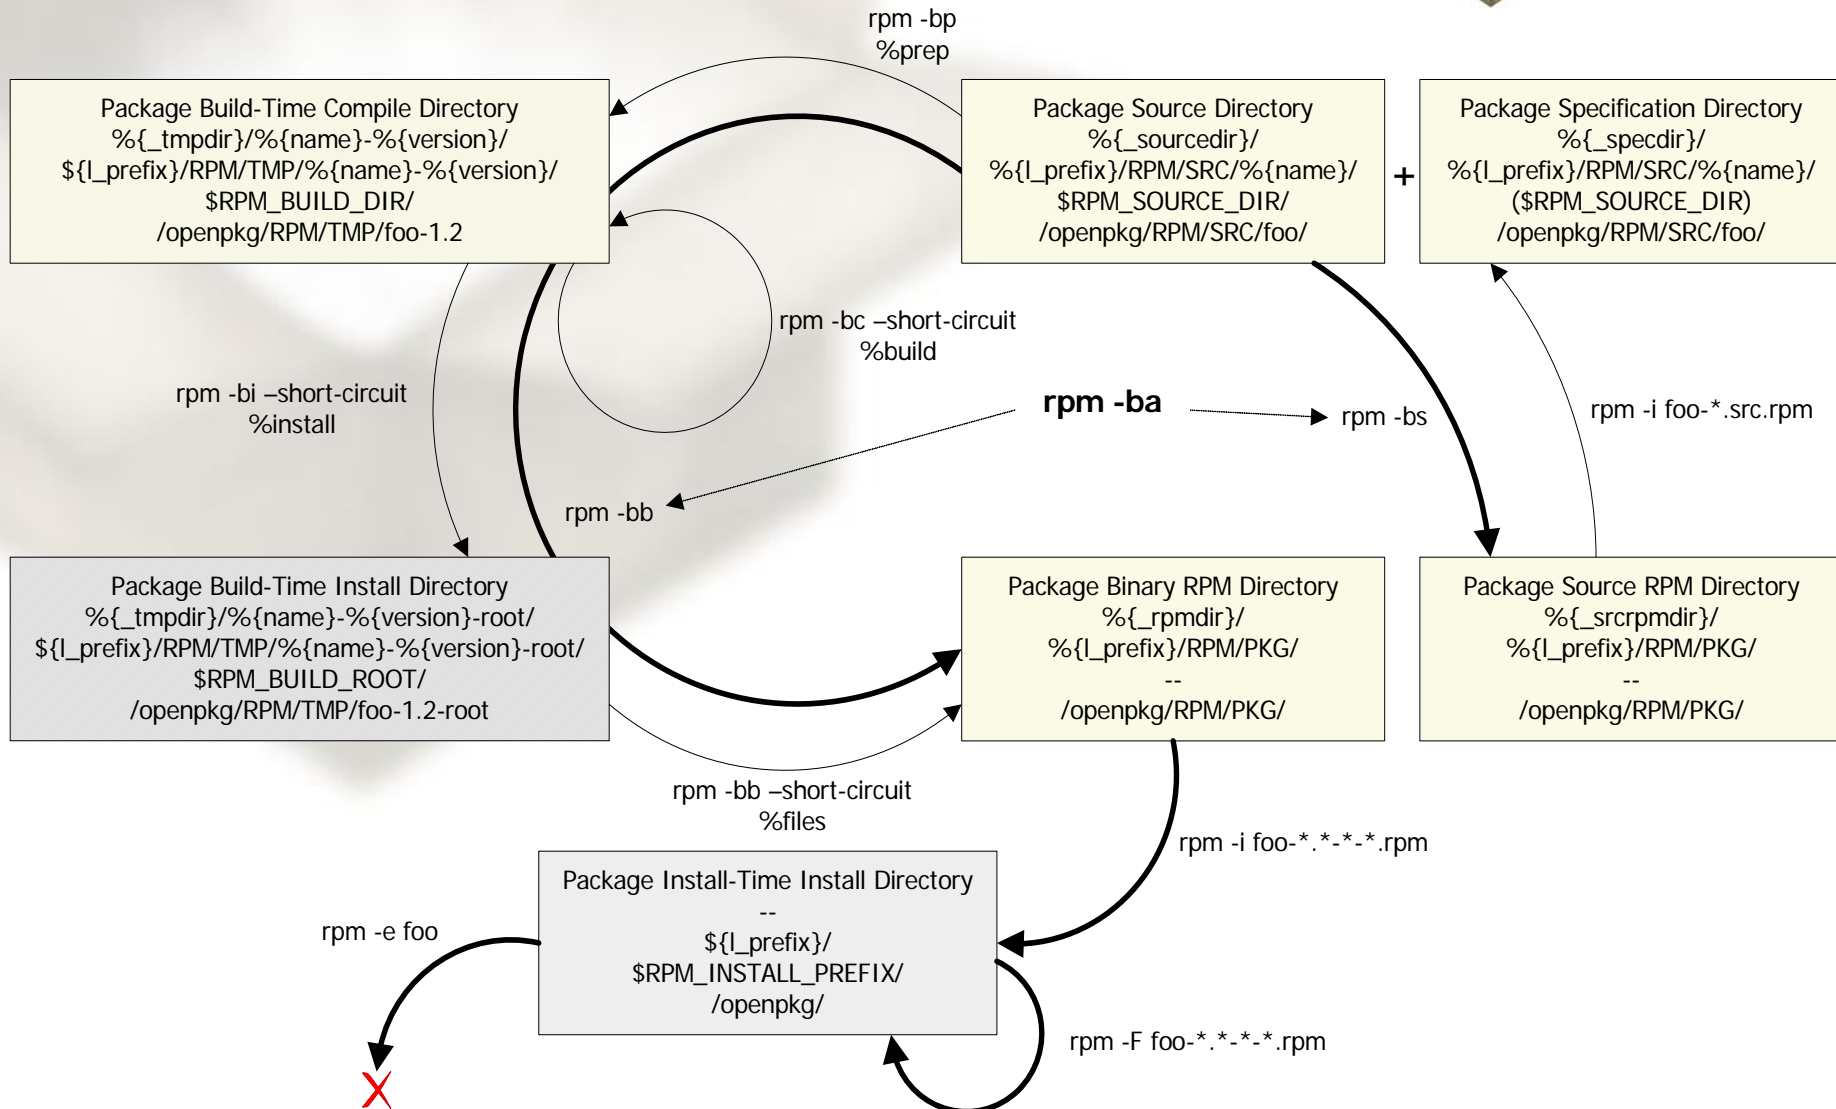 rpm -bp
%prep
Package Build-Time Compile Directory
%{_tmpdir}/%{name}-%{version}/
${l_prefix}/RPM/TMP/%{name}-%{version}/
$RPM_BUILD_DIR/
/openpkg/RPM/TMP/foo-1.2
Package Source Directory
%{_sourcedir}/
%{l_prefix}/RPM/SRC/%{name}/
$RPM_SOURCE_DIR/
/openpkg/RPM/SRC/foo/
+
Package Specification Directory
%{_specdir}/
%{l_prefix}/RPM/SRC/%{name}/
($RPM_SOURCE_DIR)
/openpkg/RPM/SRC/foo/
rpm -bc –short-circuit
%build
rpm -bi –short-circuit
%install
rpm -ba
rpm -bs
rpm -i foo-*.src.rpm
rpm -bb
Package Build-Time Install Directory
%{_tmpdir}/%{name}-%{version}-root/
${l_prefix}/RPM/TMP/%{name}-%{version}-root/
$RPM_BUILD_ROOT/
/openpkg/RPM/TMP/foo-1.2-root
Package Binary RPM Directory
%{_rpmdir}/
%{l_prefix}/RPM/PKG/
--
/openpkg/RPM/PKG/
Package Source RPM Directory
%{_srcrpmdir}/
%{l_prefix}/RPM/PKG/
--
/openpkg/RPM/PKG/
rpm -bb –short-circuit
%files
rpm -i foo-*.*-*-*.rpm
Package Install-Time Install Directory
--
${l_prefix}/
$RPM_INSTALL_PREFIX/
/openpkg/
rpm -e foo
rpm -F foo-*.*-*-*.rpm
X